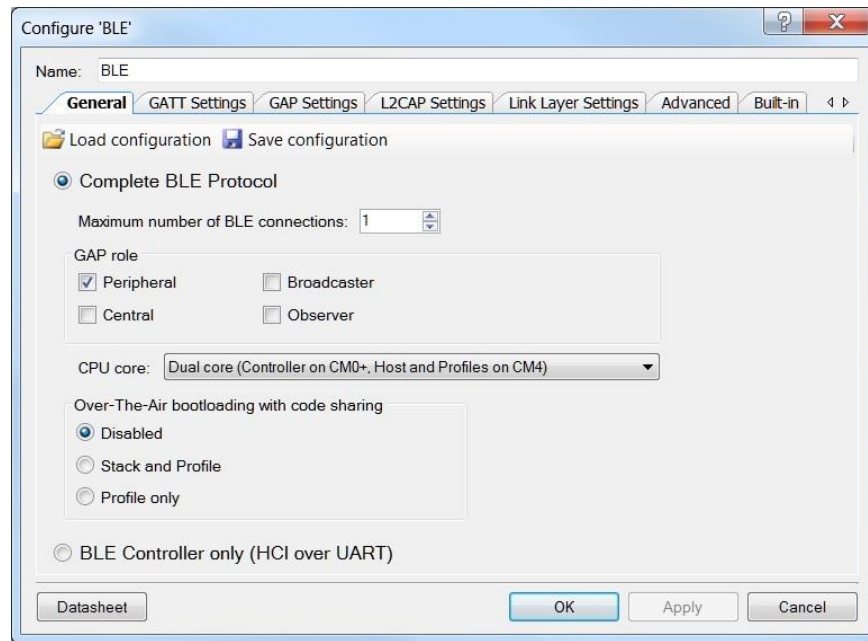 Configure 'BLE'
Name: BLE
General GATT Settings GAP Settings L2CAP Settings Link Layer Settings Advanced Built-in
Load configuration Save configuration
Complete BLE Protocol
Maximum number of BLE connections: 1
GAP role
Peripheral Broadcaster
Central Observer
CPU core: Dual core (Controller on CM0+, Host and Profiles on CM4)
Over-The-Air bootloading with code sharing
Disabled
Stack and Profile
Profile only
BLE Controller only (HCI over UART)
Datasheet OK Apply Cancel